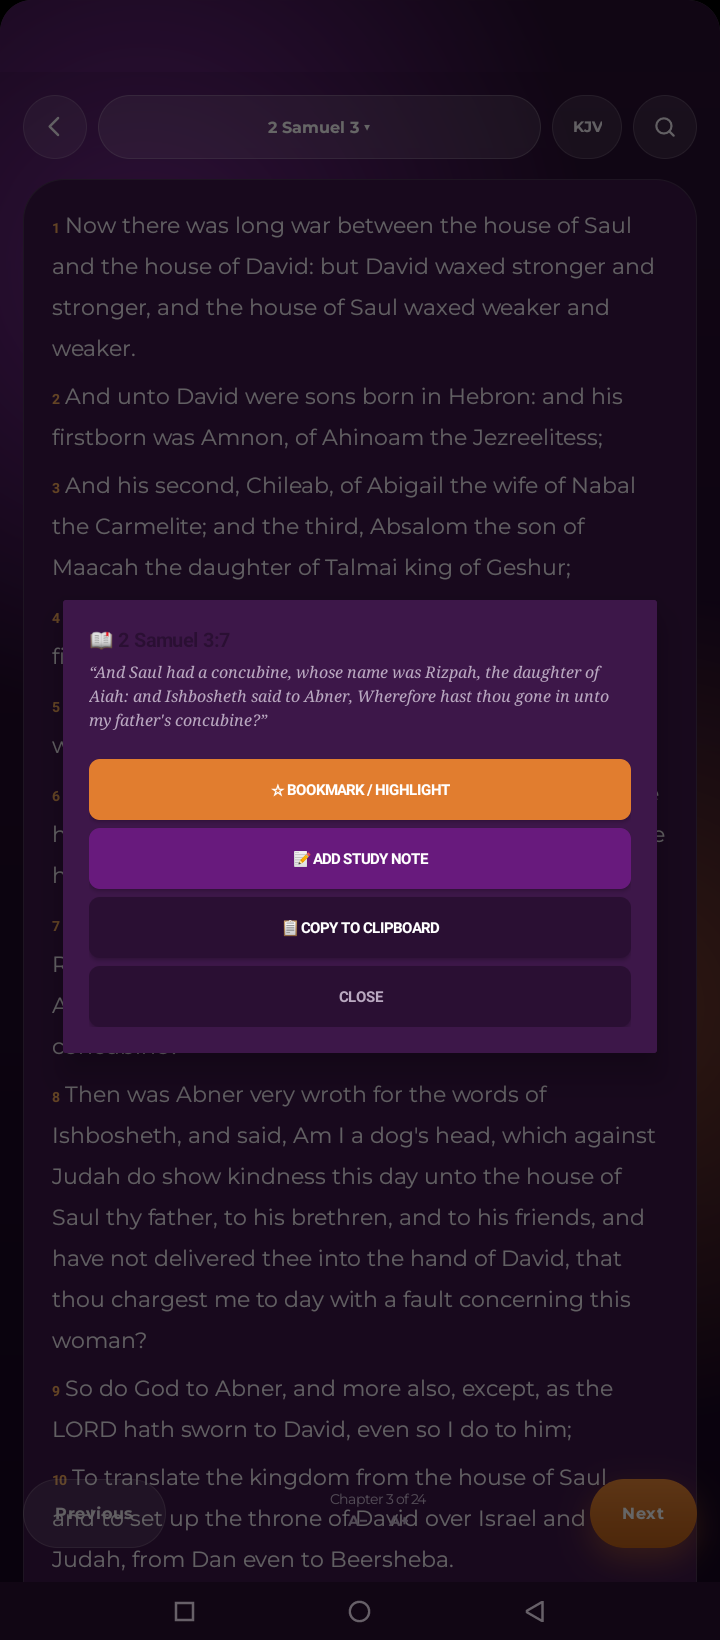 2 Samuel 3 ▾
KJV
1 Now there was long war between the house of Saul
and the house of David: but David waxed stronger and
stronger, and the house of Saul waxed weaker and
weaker.
2 And unto David were sons born in Hebron: and his
firstborn was Amnon, of Ahinoam the Jezreelitess;
3 And his second, Chileab, of Abigail the wife of Nabal
the Carmelite; and the third, Absalom the son of
Maacah the daughter of Talmai king of Geshur;
4
5
6
7
📖 2 Samuel 3:7
“And Saul had a concubine, whose name was Rizpah, the daughter of
Aiah: and Ishbosheth said to Abner, Wherefore hast thou gone in unto
my father's concubine?”
☆ BOOKMARK / HIGHLIGHT
📝 ADD STUDY NOTE
📋 COPY TO CLIPBOARD
CLOSE
8 Then was Abner very wroth for the words of
Ishbosheth, and said, Am I a dog's head, which against
Judah do show kindness this day unto the house of
Saul thy father, to his brethren, and to his friends, and
have not delivered thee into the hand of David, that
thou chargest me to day with a fault concerning this
woman?
9 So do God to Abner, and more also, except, as the
LORD hath sworn to David, even so I do to him;
10 To translate the kingdom from the house of Saul,
and to set up the throne of David over Israel and
Judah, from Dan even to Beersheba.
Previous
Chapter 3 of 24
A- A+
Next